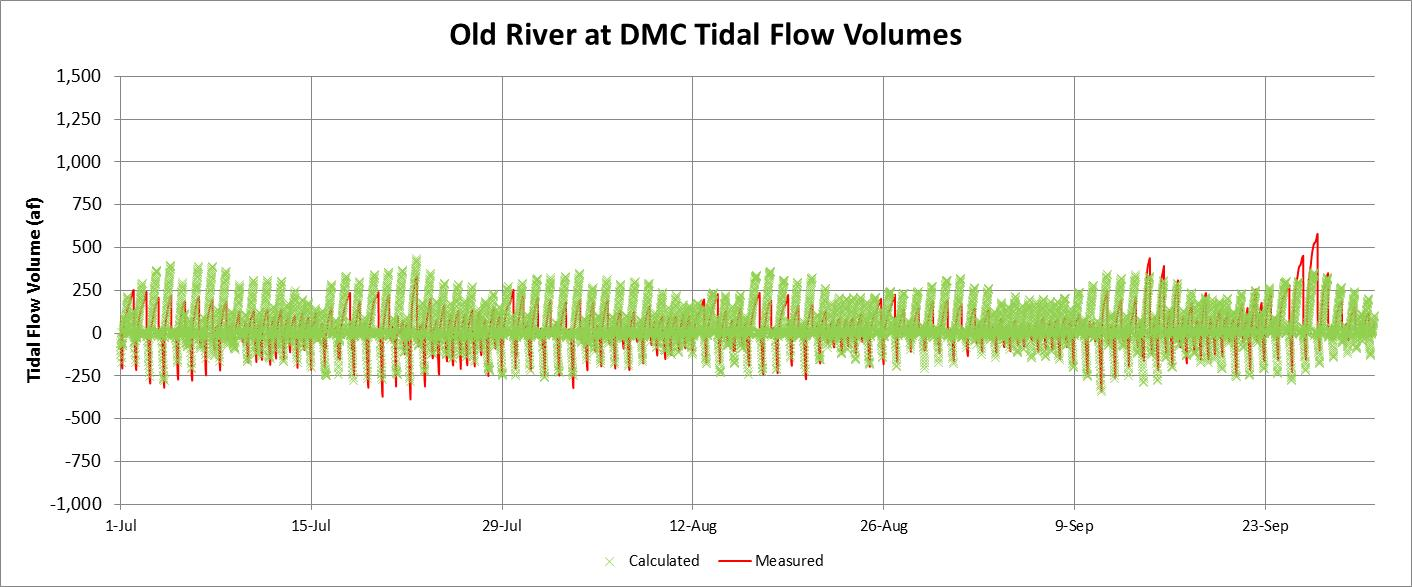 Old River at DMC Tidal Flow Volumes
Tidal Flow Volume (af)
1,500
1,250
1,000
750
500
250
0
-250
-500
-750
-1,000
1-Jul 15-Jul 29-Jul 12-Aug 26-Aug 9-Sep 23-Sep
Calculated Measured